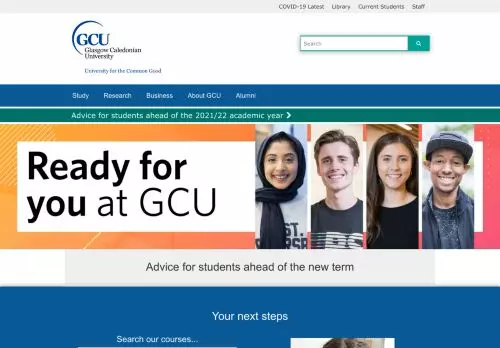 COVID-19 Latest Library Current Students Staff
GCU
Glasgow Caledonian
University
University for the Common Good
Search
Study Research Business About GCU Alumni
Advice for students ahead of the 2021/22 academic year
Ready for
you at GCU
Advice for students ahead of the new term
Your next steps
Search our courses...